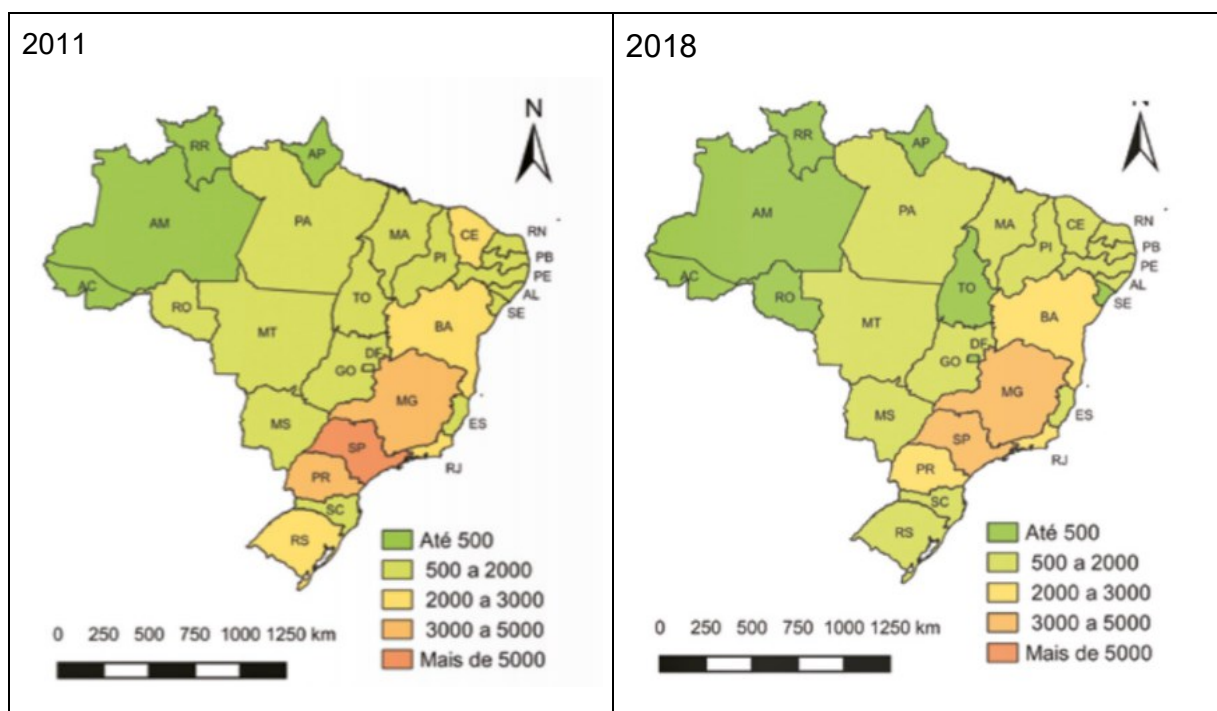 2011
N
RR
AP
AM
PA
MA
CE
RN
PB
PE
AL
SE
PI
AC
RO
TO
MT
BA
DF
GO
MG
ES
MS
SP
RJ
PR
SC
RS
Até 500
500 a 2000
2000 a 3000
3000 a 5000
Mais de 5000
0 250 500 750 1000 1250 km
2018
RR
AP
AM
PA
MA
CE
RN
PB
PE
AL
SE
PI
AC
RO
TO
MT
BA
DF
GO
MG
ES
MS
SP
RJ
PR
SC
RS
Até 500
500 a 2000
2000 a 3000
3000 a 5000
Mais de 5000
0 250 500 750 1000 1250 km